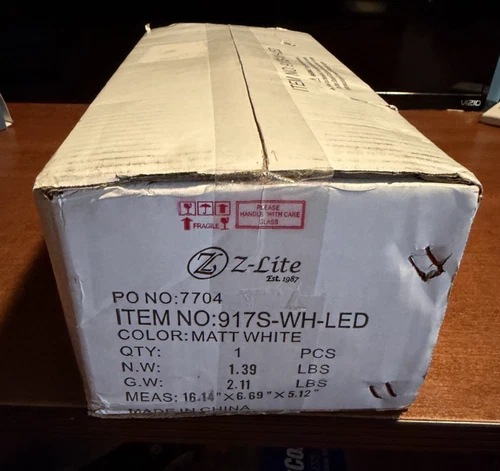 ITEM NO:
VIZIO
PLEASE
HANDLE WITH CARE
GLASS
FRAGILE
Z-Lite
Est. 1987
PO NO:7704
ITEM NO:917S-WH-LED
COLOR:MATT WHITE
QTY: 1 PCS
N.W: 1.39 LBS
G.W: 2.11 LBS
MEAS: 16.14"×6.69"×5.12"
MADE IN CHINA